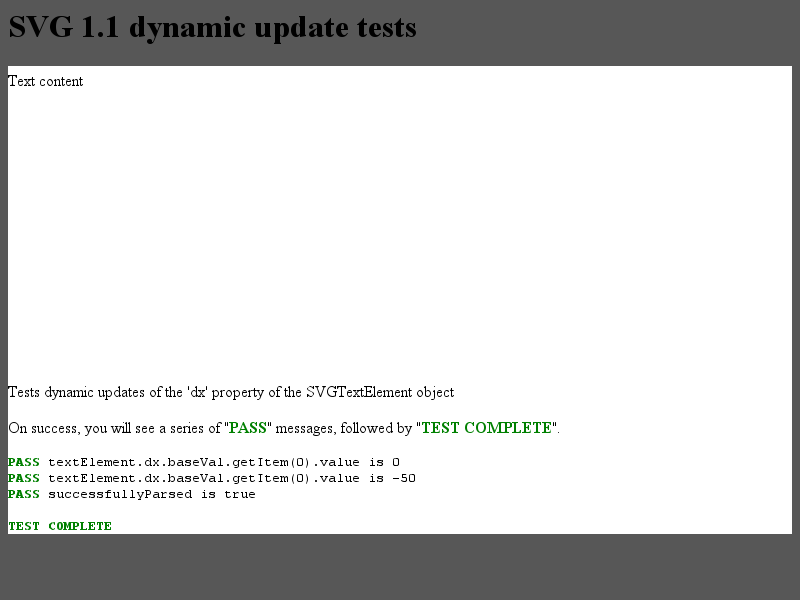 SVG 1.1 dynamic update tests
Text content
Tests dynamic updates of the 'dx' property of the SVGTextElement object
On success, you will see a series of "PASS" messages, followed by "TEST COMPLETE".
PASS textElement.dx.baseVal.getItem(0).value is 0
PASS textElement.dx.baseVal.getItem(0).value is -50
PASS successfullyParsed is true
TEST COMPLETE